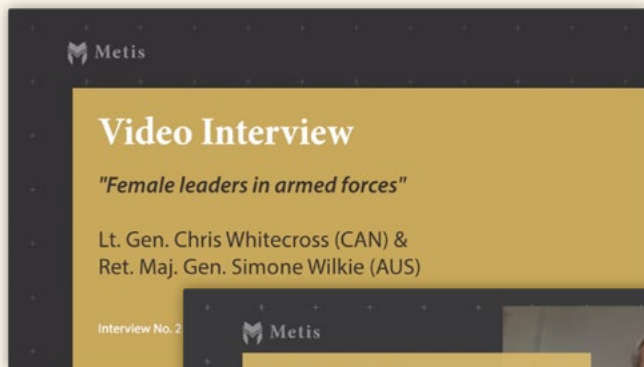 Metis
Video Interview
"Female leaders in armed forces"
Lt. Gen. Chris Whitecross (CAN) &
Ret. Maj. Gen. Simone Wilkie (AUS)
Interview No. 2
Metis